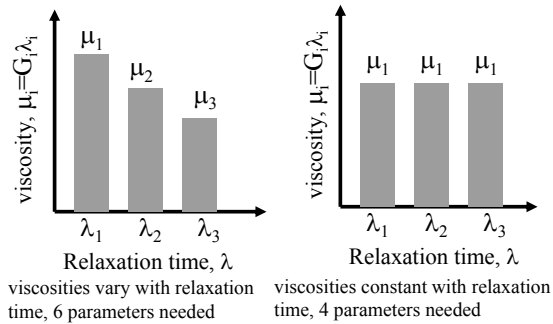 viscosity, μi=Giλi
μ1
μ2
μ3
λ1
λ2
λ3
Relaxation time, λ
viscosities vary with relaxation
time, 6 parameters needed
viscosity, μi=Giλi
μ1
μ1
μ1
λ1
λ2
λ3
Relaxation time, λ
viscosities constant with relaxation
time, 4 parameters needed